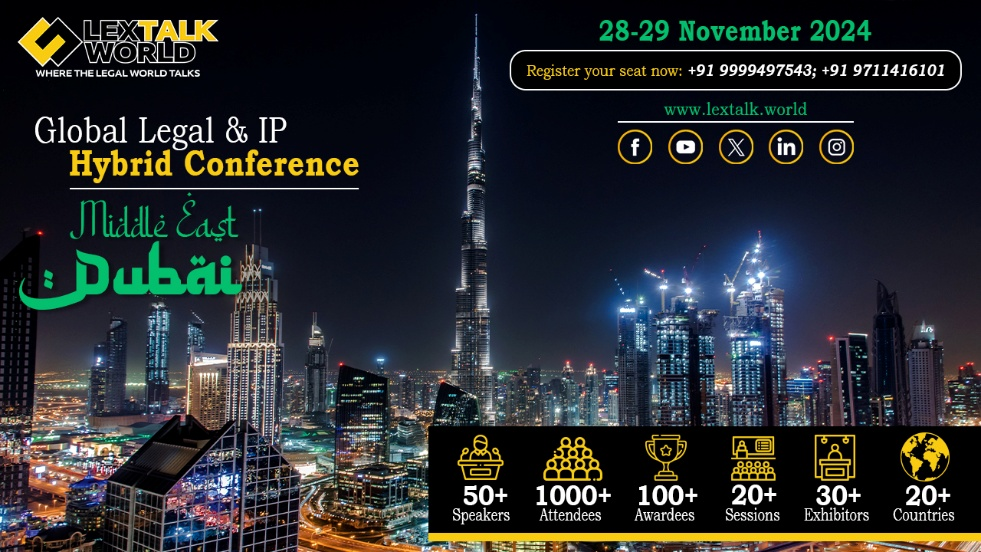 LEXTALK
WORLD
WHERE THE LEGAL WORLD TALKS
28-29 November 2024
Register your seat now: +91 9999497543; +91 9711416101
www.lextalk.world
Global Legal & IP
Hybrid Conference
Middle East
Dubai
50+ 1000+ 100+ 20+ 30+ 20+
Speakers Attendees Awardees Sessions Exhibitors Countries